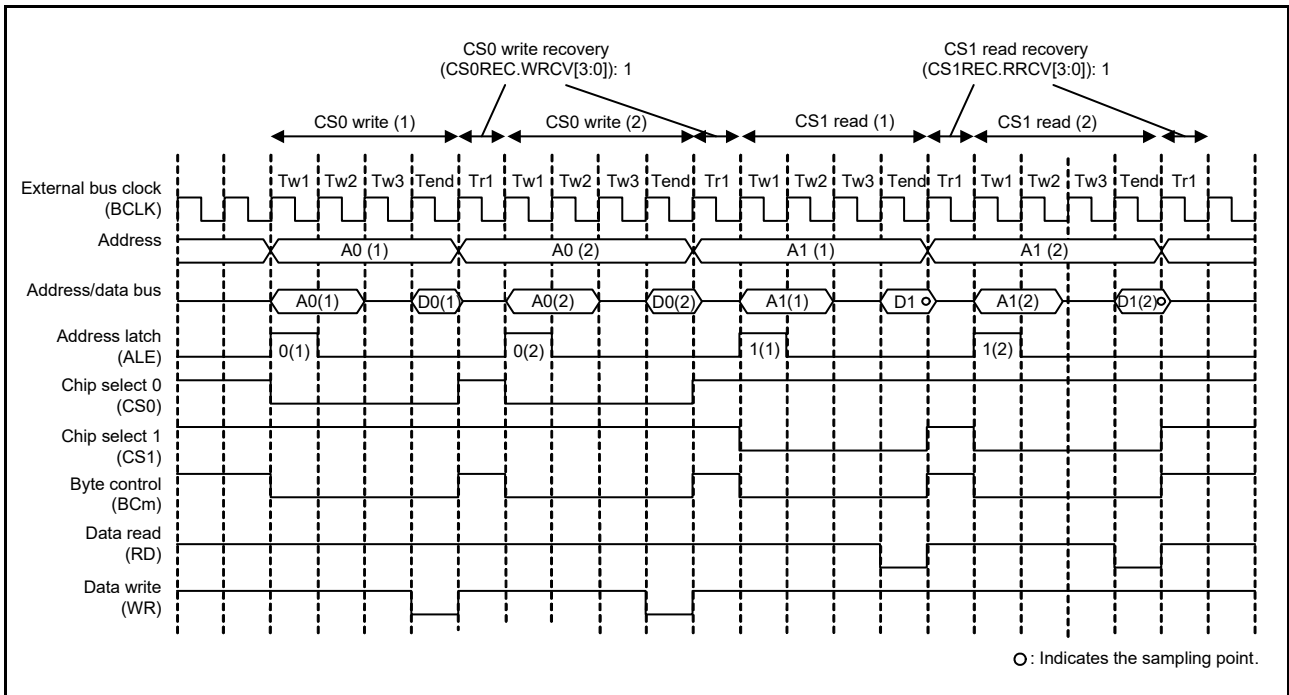 CS0 write recovery
(CS0REC.WRCV[3:0]): 1
CS1 read recovery
(CS1REC.RRCV[3:0]): 1
CS0 write (1)
CS0 write (2)
CS1 read (1)
CS1 read (2)
Tw1 Tw2 Tw3 Tend Tr1 Tw1 Tw2 Tw3 Tend Tr1 Tw1 Tw2 Tw3 Tend Tr1 Tw1 Tw2 Tw3 Tend Tr1
External bus clock
(BCLK)
Address
A0 (1) A0 (2) A1 (1) A1 (2)
Address/data bus
A0(1) D0(1 A0(2) D0(2) A1(1) D1 A1(2) D1(2)
Address latch
(ALE)
0(1) 0(2) 1(1) 1(2)
Chip select 0
(CS0)
Chip select 1
(CS1)
Byte control
(BCm)
Data read
(RD)
Data write
(WR)
: Indicates the sampling point.